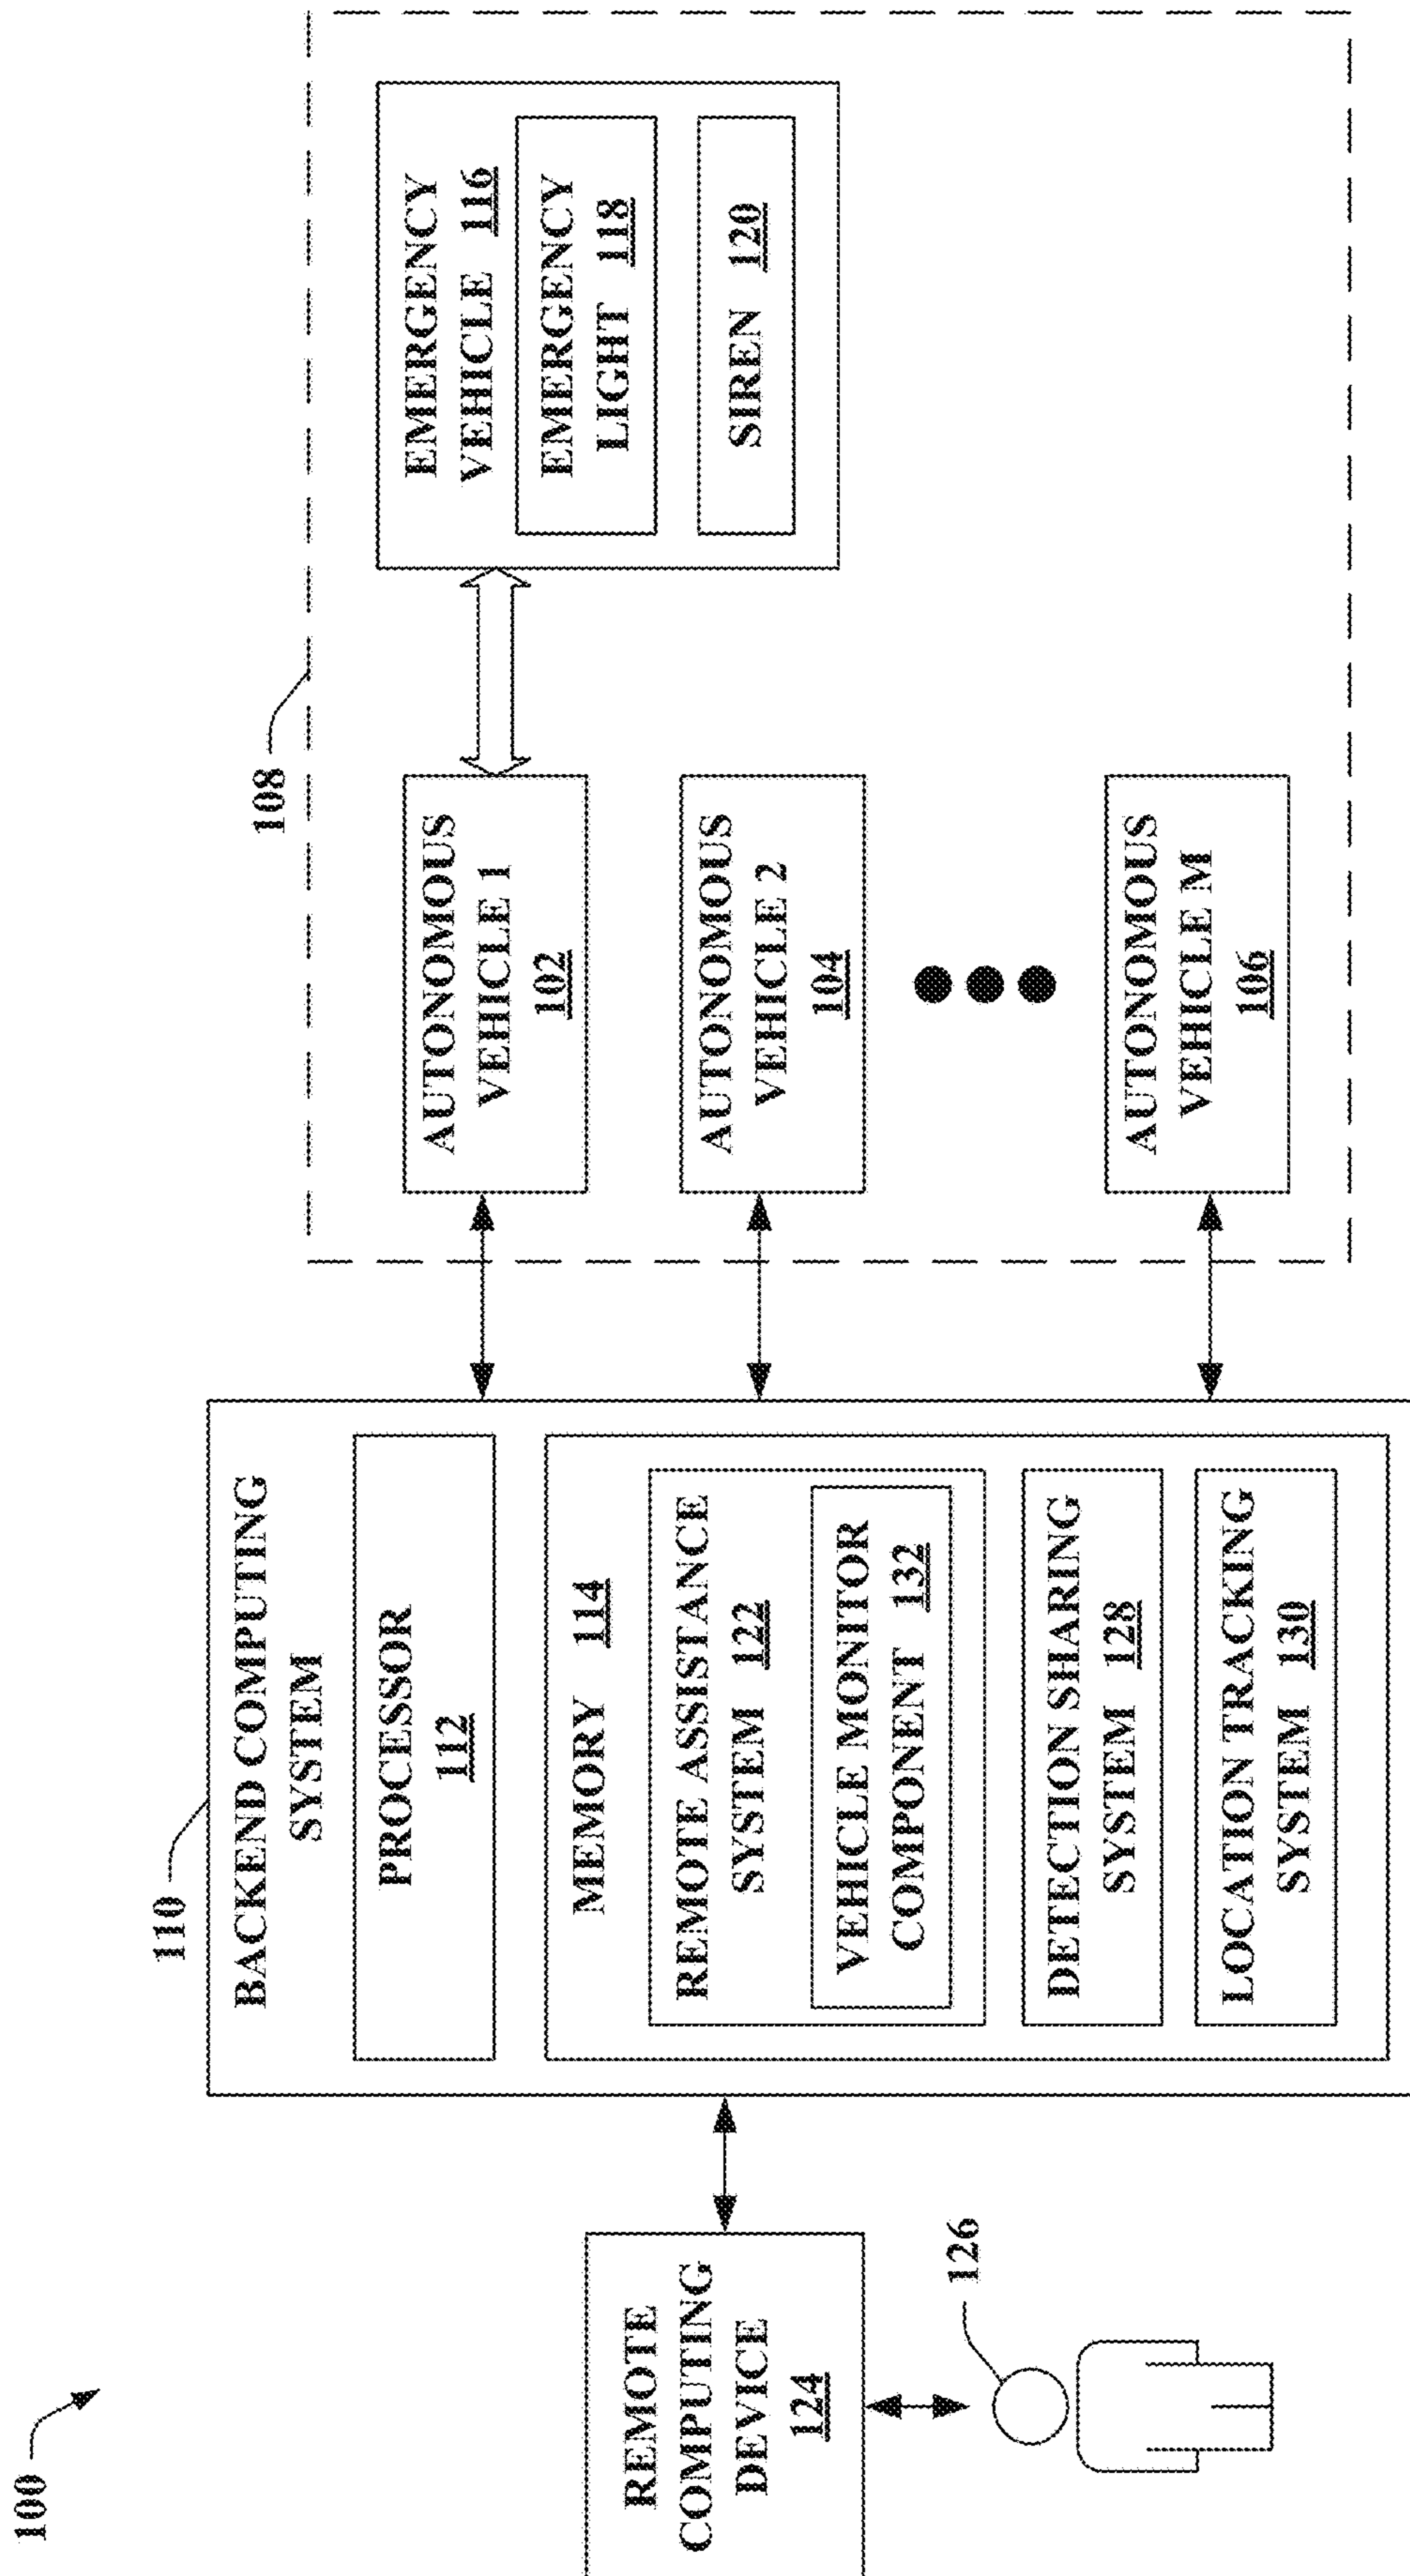 100
REMOTE
COMPUTING
DEVICE
124
126
110
BACKEND COMPUTING
SYSTEM
PROCESSOR
112
MEMORY 114
REMOTE ASSISTANCE
SYSTEM 122
VEHICLE MONITOR
COMPONENT 132
DETECTION SHARING
SYSTEM 128
LOCATION TRACKING
SYSTEM 130
108
AUTONOMOUS
VEHICLE 1
102
AUTONOMOUS
VEHICLE 2
104
AUTONOMOUS
VEHICLE M
106
EMERGENCY
VEHICLE 116
EMERGENCY
LIGHT 118
SIREN 120